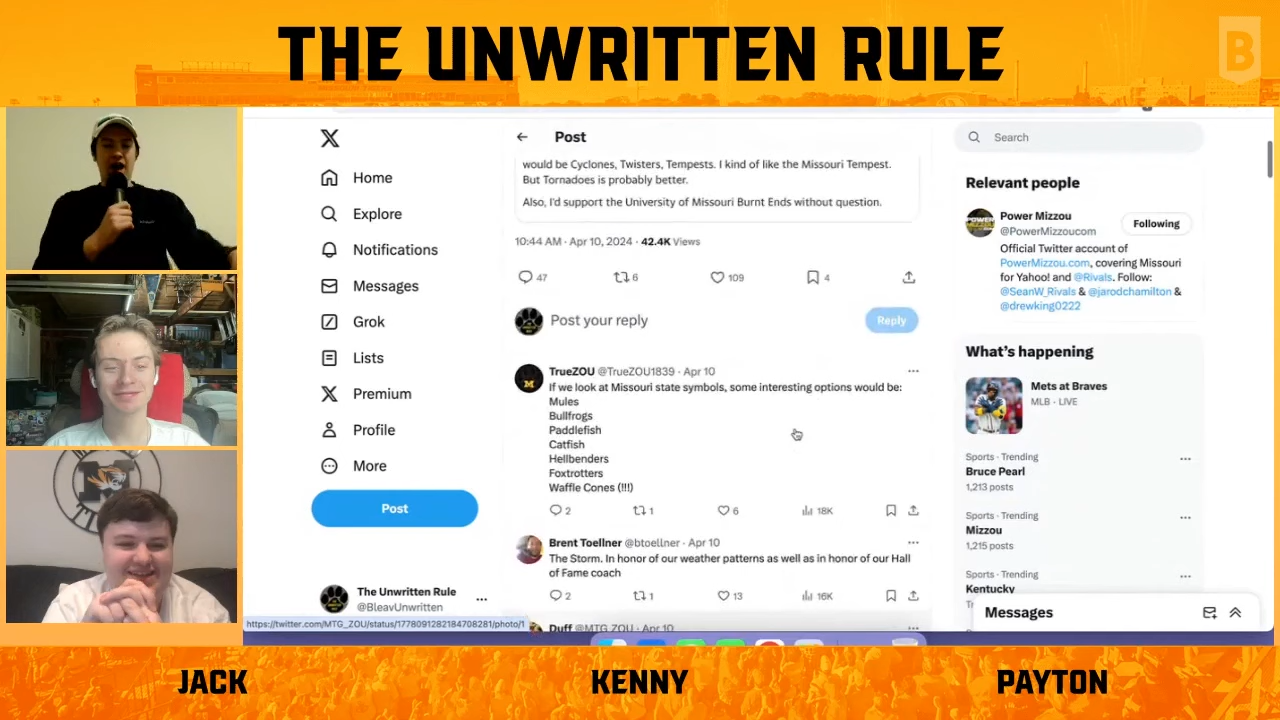 THE UNWRITTEN RULE
B
Home
Explore
Notifications
Messages
Grok
Lists
Premium
Profile
More
Post
The Unwritten Rule
@BleavUnwritten
https://twitter.com/MTG_ZOU/status/1778091282184708281/photo/1
Post
would be Cyclones, Twisters, Tempests. I kind of like the Missouri Tempest.
But Tornadoes is probably better.
Also, I'd support the University of Missouri Burnt Ends without question.
10:44 AM · Apr 10, 2024 · 42.4K Views
47 6 109 4
Post your reply
Reply
TrueZOU @TrueZOU1839 · Apr 10
If we look at Missouri state symbols, some interesting options would be:
Mules
Bullfrogs
Paddlefish
Catfish
Hellbenders
Foxtrotters
Waffle Cones (!!!)
2 1 6 18K
Brent Toellner @btoellner · Apr 10
The Storm. In honor of our weather patterns as well as in honor of our Hall
of Fame coach
2 1 13 16K
Duff @MTG_ZOU · Apr 10
Search
Relevant people
Power Mizzou
@PowerMizzoucom
Following
Official Twitter account of
PowerMizzou.com, covering Missouri
for Yahoo! and @Rivals. Follow:
@SeanW_Rivals & @jarodchamilton &
@drewking0222
What's happening
Mets at Braves
MLB · LIVE
Sports · Trending
Bruce Pearl
1,213 posts
Sports · Trending
Mizzou
1,215 posts
Sports · Trending
Kentucky
Messages
JACK
KENNY
PAYTON